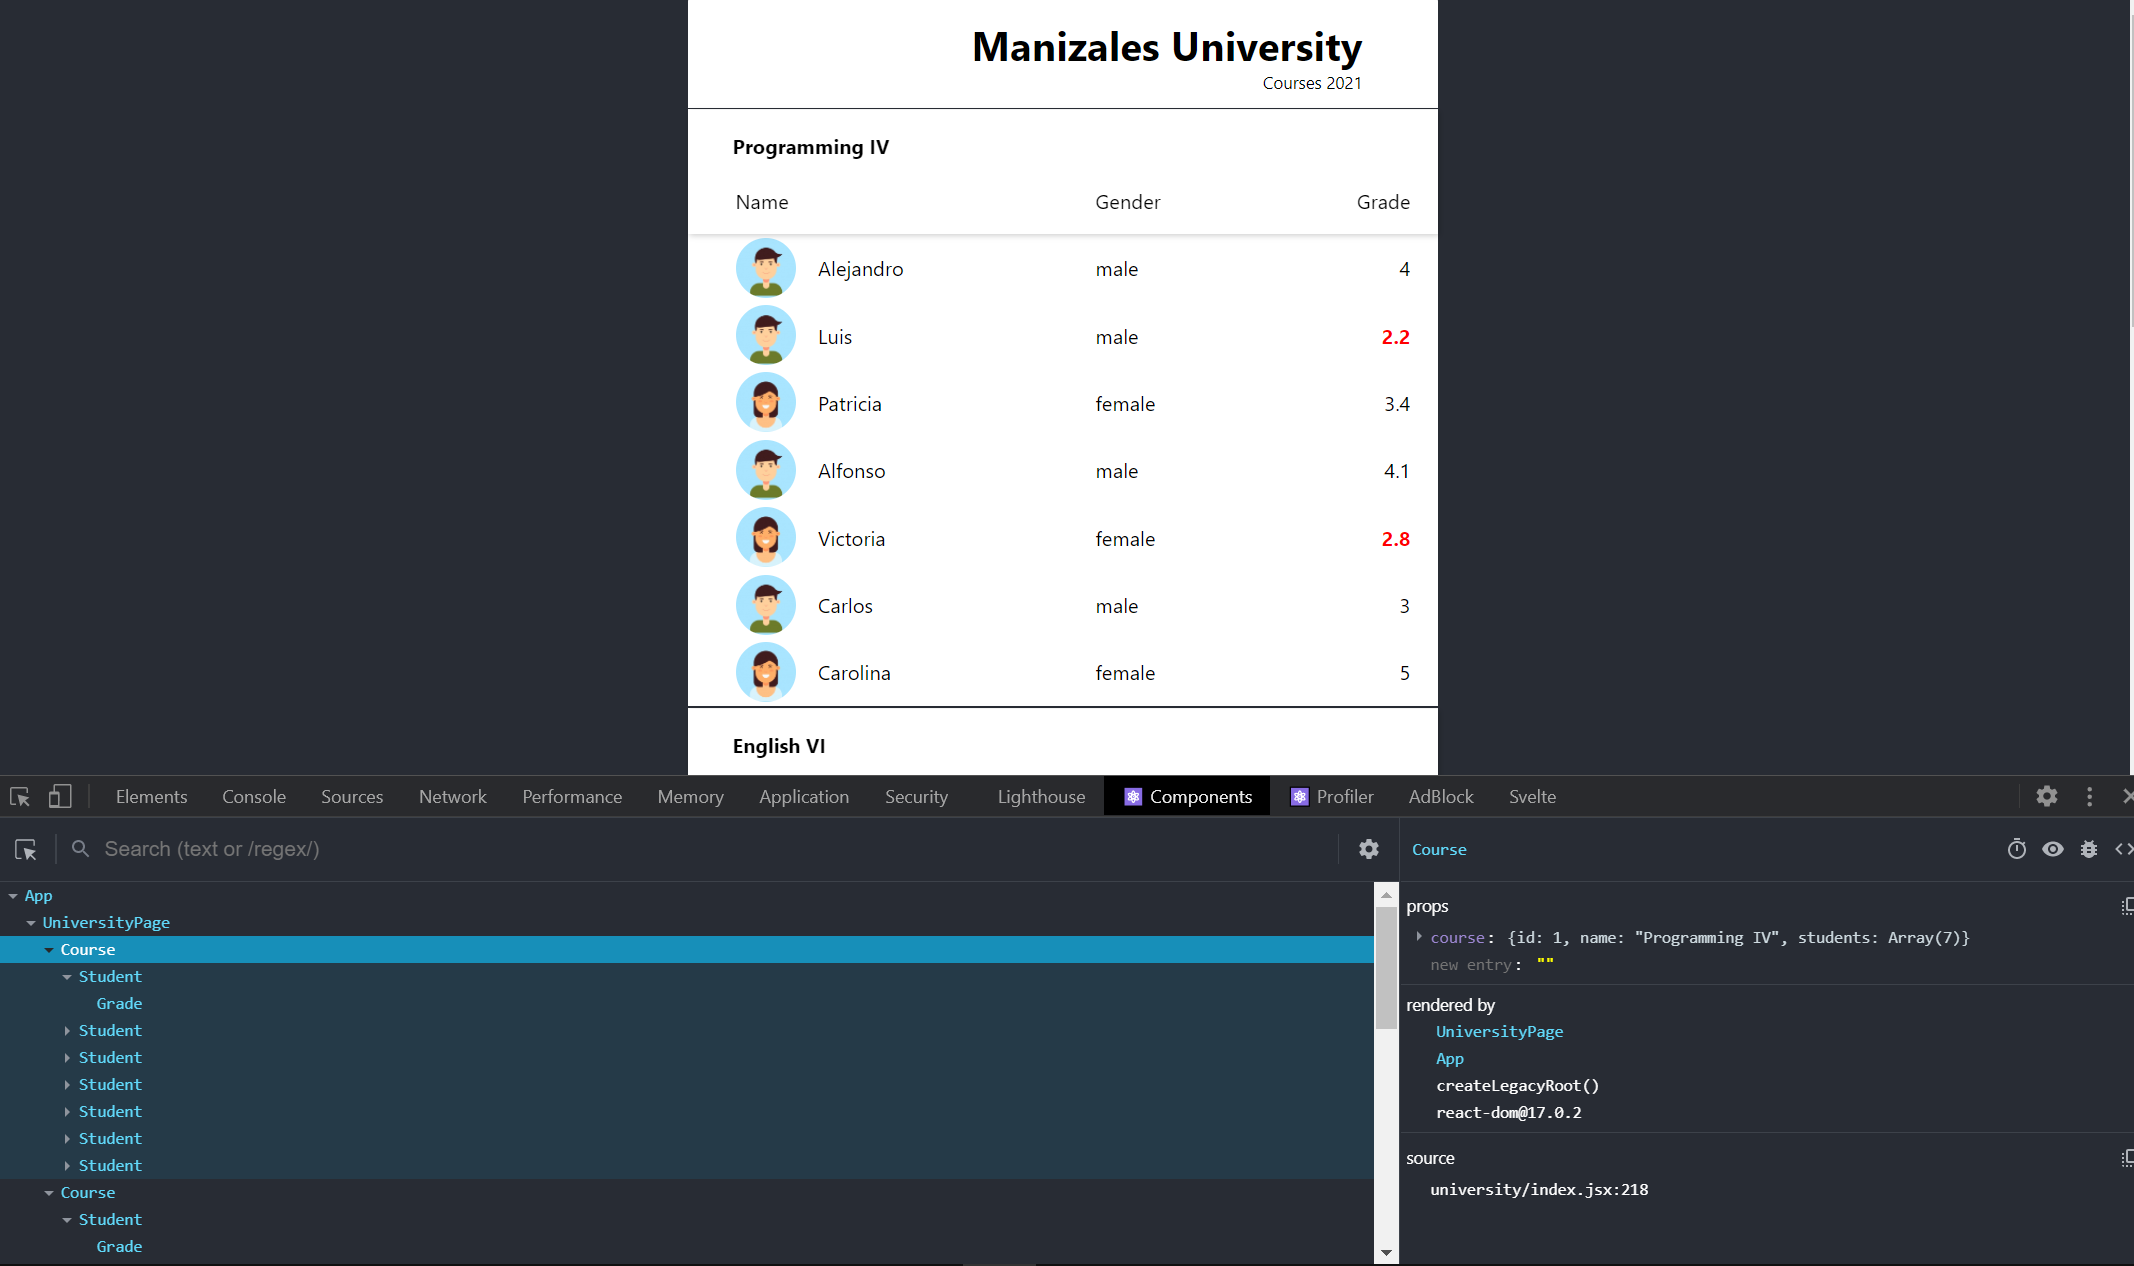 Manizales University
Courses 2021
Programming IV
Name Gender Grade
Alejandro male 4
Luis male 2.2
Patricia female 3.4
Alfonso male 4.1
Victoria female 2.8
Carlos male 3
Carolina female 5
English VI
Elements Console Sources Network Performance Memory Application Security Lighthouse Components Profiler AdBlock Svelte
Search (text or /regex/)
App
UniversityPage
Course
Student
Grade
Student
Student
Student
Student
Student
Student
Course
Student
Grade
Course
props
course: {id: 1, name: "Programming IV", students: Array(7)}
new entry: ""
rendered by
UniversityPage
App
createLegacyRoot()
react-dom@17.0.2
source
university/index.jsx:218